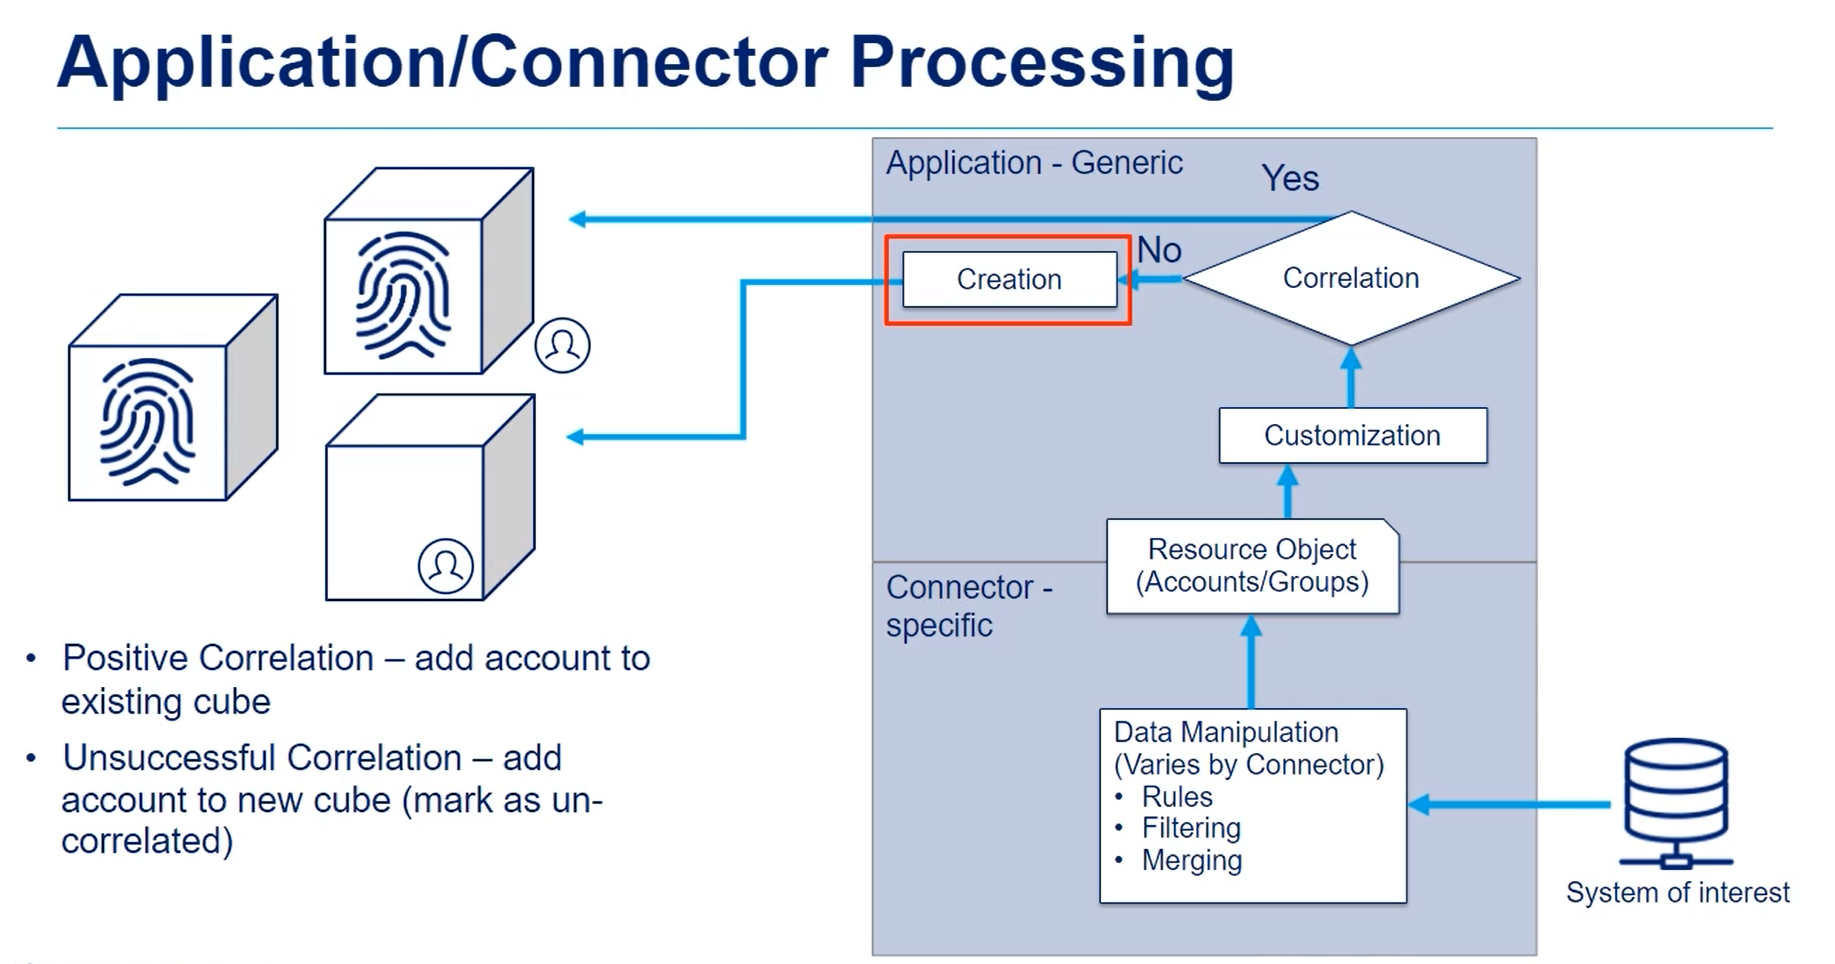 Application/Connector Processing
Application - Generic
Yes
No
Creation
Correlation
Customization
Resource Object
(Accounts/Groups)
Connector -
specific
Data Manipulation
(Varies by Connector)
• Rules
• Filtering
• Merging
System of interest
• Positive Correlation – add account to
existing cube
• Unsuccessful Correlation – add
account to new cube (mark as un-
correlated)